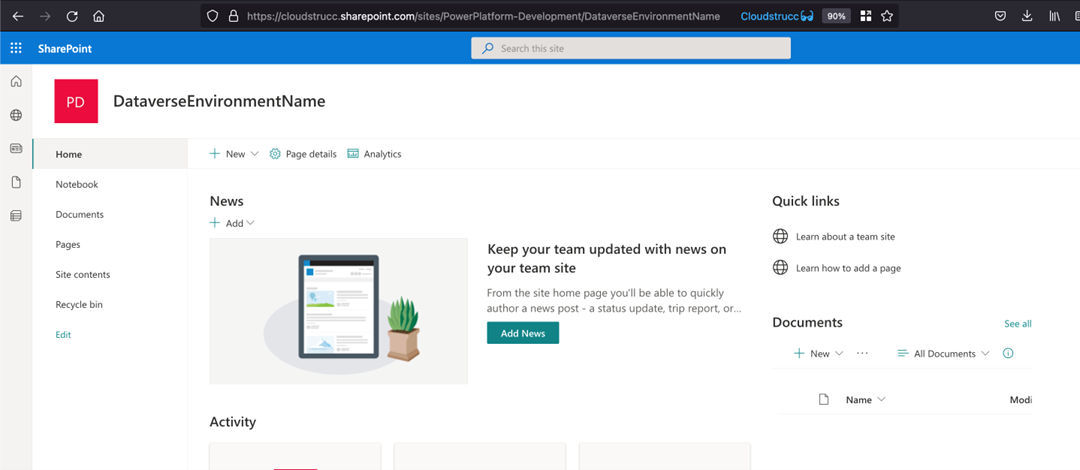 https://cloudstrucc.sharepoint.com/sites/PowerPlatform-Development/DataverseEnvironmentName
Cloudstrucc
90%
SharePoint
Search this site
PD
DataverseEnvironmentName
Home
Notebook
Documents
Pages
Site contents
Recycle bin
Edit
New
Page details
Analytics
News
Add
Keep your team updated with news on
your team site
From the site home page you'll be able to quickly
author a news post - a status update, trip report, or...
Add News
Activity
Quick links
Learn about a team site
Learn how to add a page
Documents
See all
New
All Documents
Name
Modi